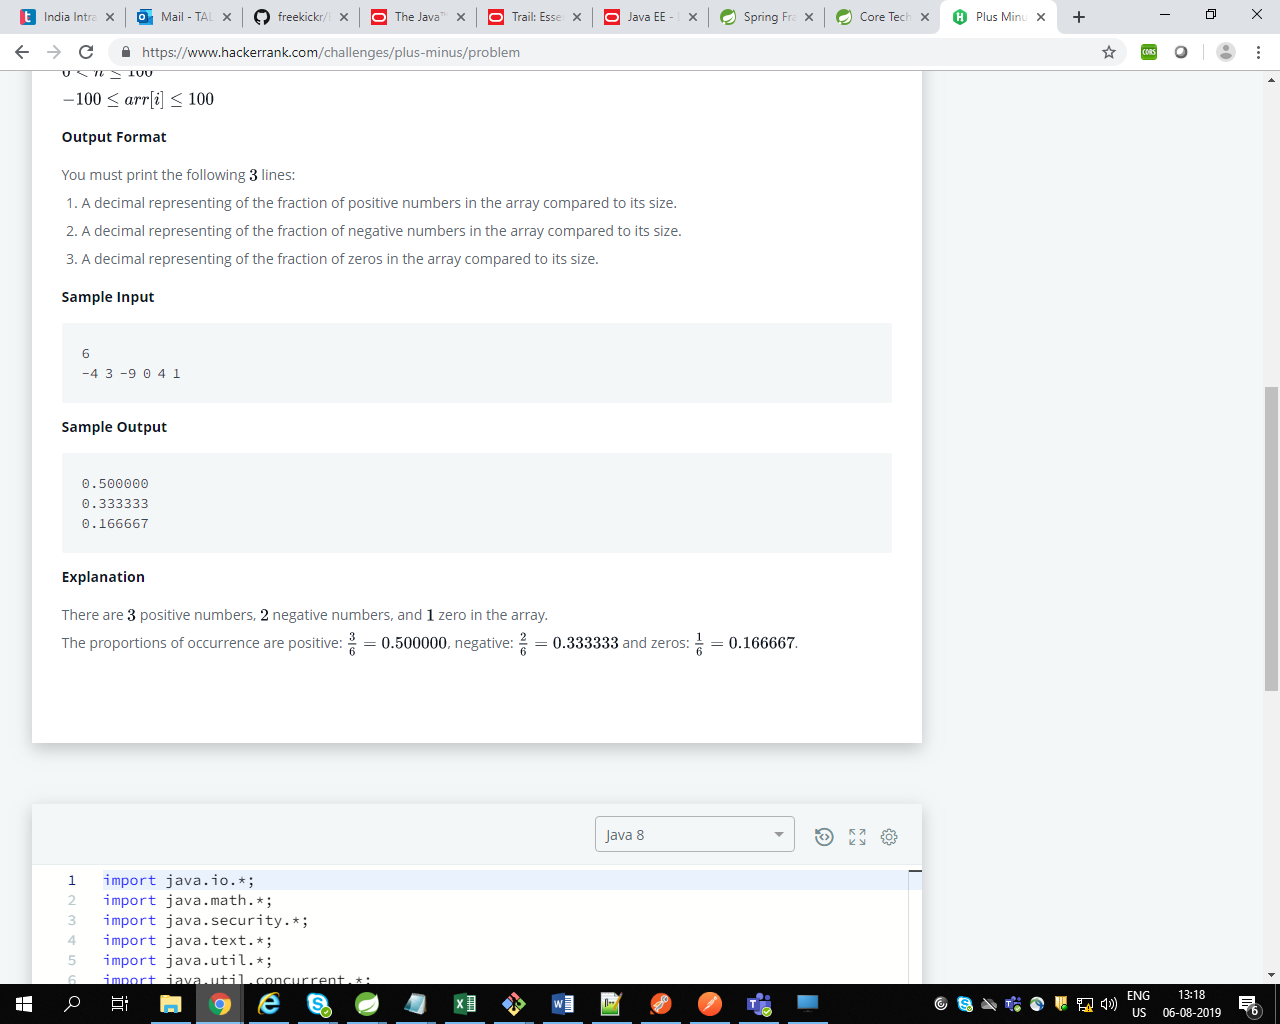 India Intra
Mail - TAL
freekickr/
The Java™
Trail: Esse
Java EE -
Spring Fra
Core Tech
Plus Minu
https://www.hackerrank.com/challenges/plus-minus/problem
CORS
0 < n ≤ 100
−100 ≤ arr[i] ≤ 100
Output Format
You must print the following 3 lines:
1. A decimal representing of the fraction of positive numbers in the array compared to its size.
2. A decimal representing of the fraction of negative numbers in the array compared to its size.
3. A decimal representing of the fraction of zeros in the array compared to its size.
Sample Input
6
-4 3 -9 0 4 1
Sample Output
0.500000
0.333333
0.166667
Explanation
There are 3 positive numbers, 2 negative numbers, and 1 zero in the array.
The proportions of occurrence are positive: 3/6 = 0.500000, negative: 2/6 = 0.333333 and zeros: 1/6 = 0.166667.
Java 8
1 import java.io.*;
2 import java.math.*;
3 import java.security.*;
4 import java.text.*;
5 import java.util.*;
6 import java.util.concurrent.*;
ENG
US
13:18
06-08-2019
6